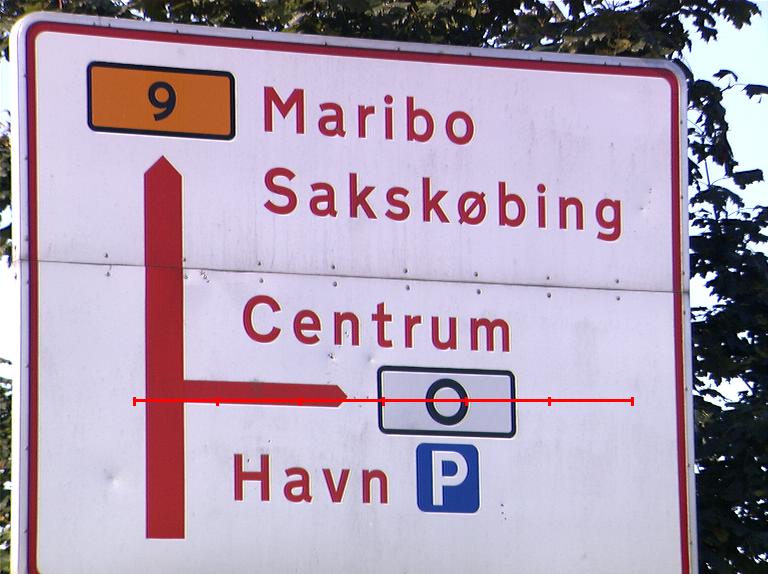 9 Maribo
Sakskøbing
Centrum
O
Havn P